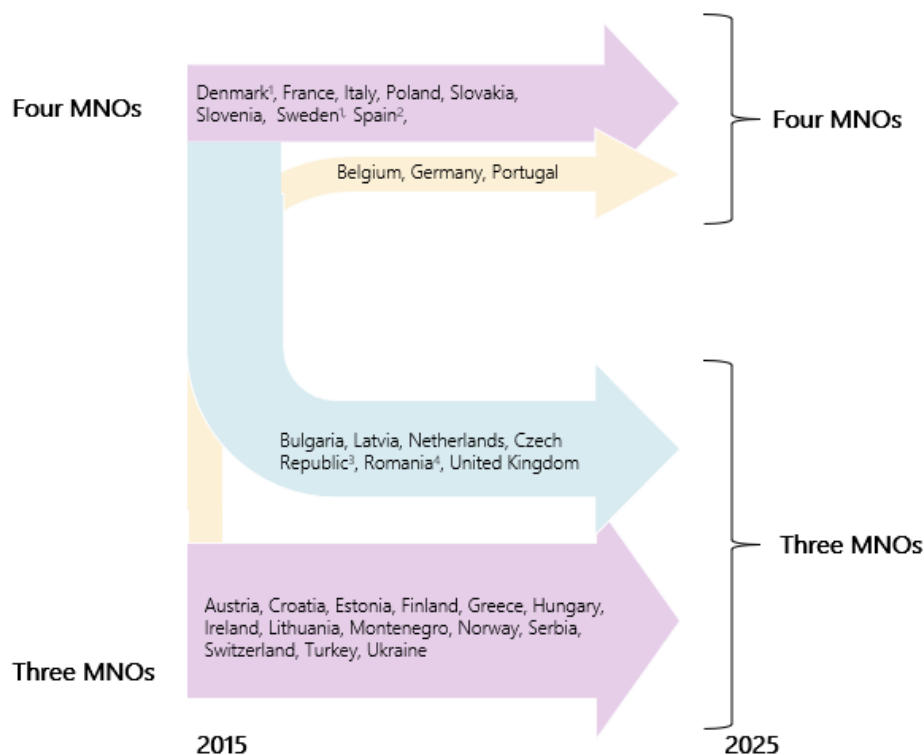 Four MNOs
Denmark¹, France, Italy, Poland, Slovakia,
Slovenia, Sweden¹, Spain²,
Four MNOs
Belgium, Germany, Portugal
Bulgaria, Latvia, Netherlands, Czech
Republic³, Romania⁴, United Kingdom
Three MNOs
Austria, Croatia, Estonia, Finland, Greece, Hungary,
Ireland, Lithuania, Montenegro, Norway, Serbia,
Switzerland, Turkey, Ukraine
Three MNOs
2015
2025